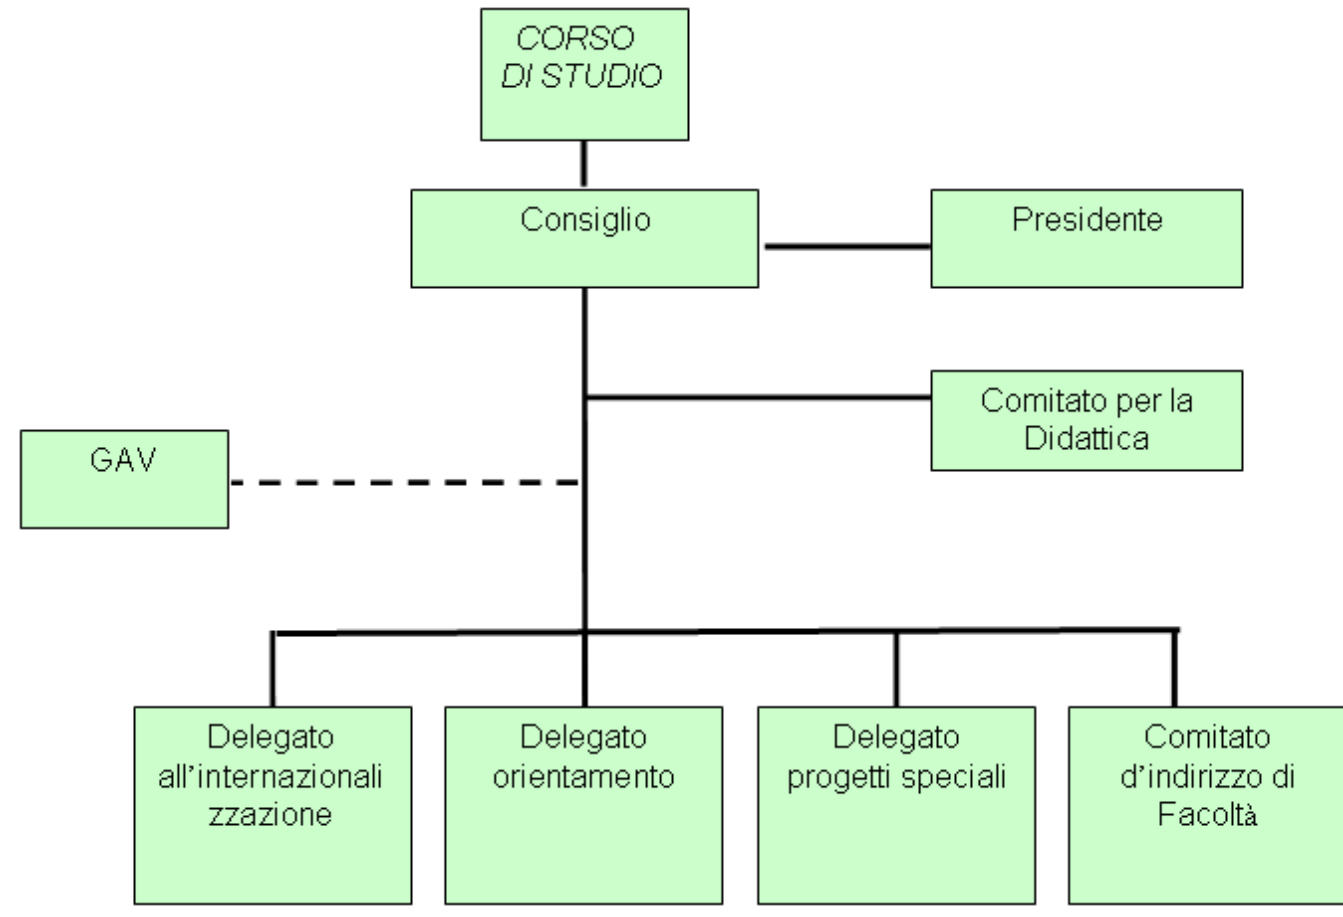 CORSO
DI STUDIO
Consiglio
Presidente
Comitato per la
Didattica
GAV
Delegato
all’internazionali
zzazione
Delegato
orientamento
Delegato
progetti speciali
Comitato
d’indirizzo di
Facoltà